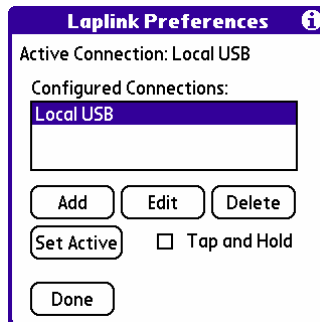 Laplink Preferences
Active Connection: Local USB
Configured Connections:
Local USB
Add Edit Delete
Set Active Tap and Hold
Done